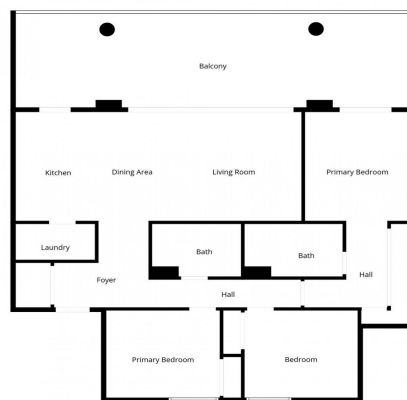 Balcony
Kitchen
Dining Area
Living Room
Primary Bedroom
Laundry
Bath
Bath
Foyer
Hall
Hall
Primary Bedroom
Bedroom